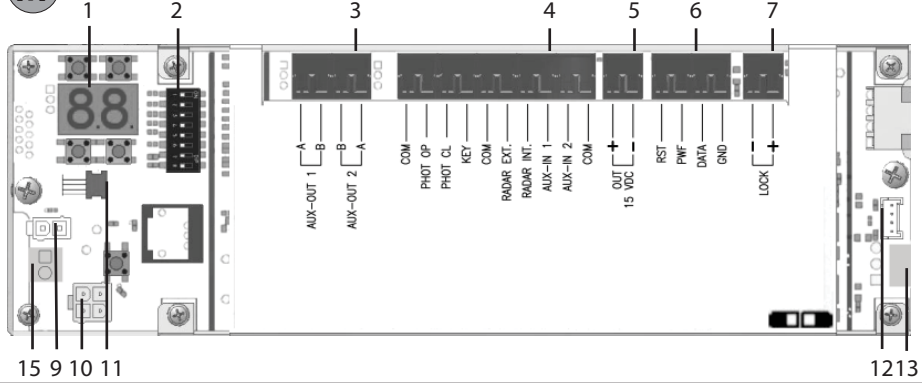 1 2 3 4 5 6 7
88
A
B
AUX-OUT 1
B
A
AUX-OUT 2
COM
PHOT OP
PHOT CL
KEY
COM
RADAR EXT.
RADAR INT.
AUX-IN 1
AUX-IN 2
COM
+
-
OUT
15 VDC
RST
PWF
DATA
GND
-
+
LOCK
15 9 10 11 12 13